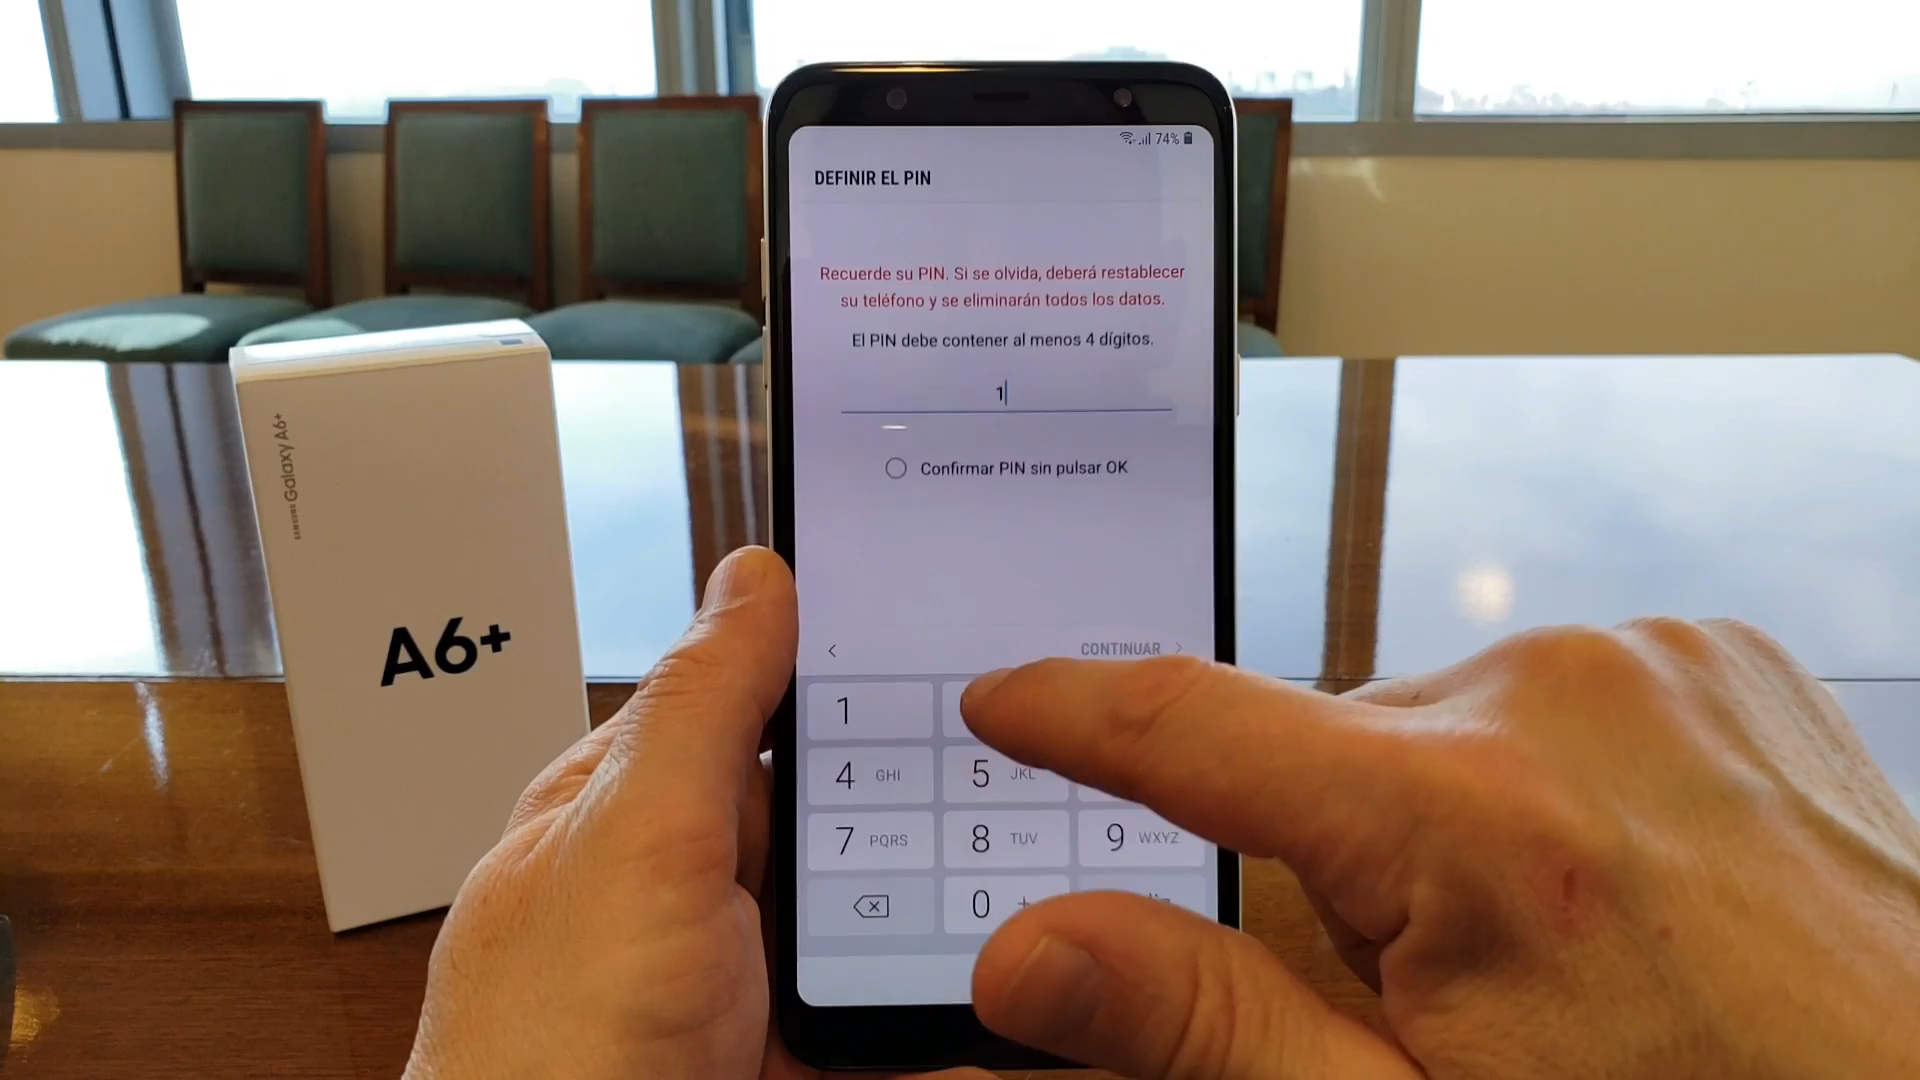 74%
DEFINIR EL PIN
Recuerde su PIN. Si se olvida, deberá restablecer
su teléfono y se eliminarán todos los datos.
El PIN debe contener al menos 4 dígitos.
1
Confirmar PIN sin pulsar OK
CONTINUAR
1
4 GHI
5 JKL
7 PQRS
8 TUV
9 WXYZ
0 +
SAMSUNG Galaxy A6+
A6+